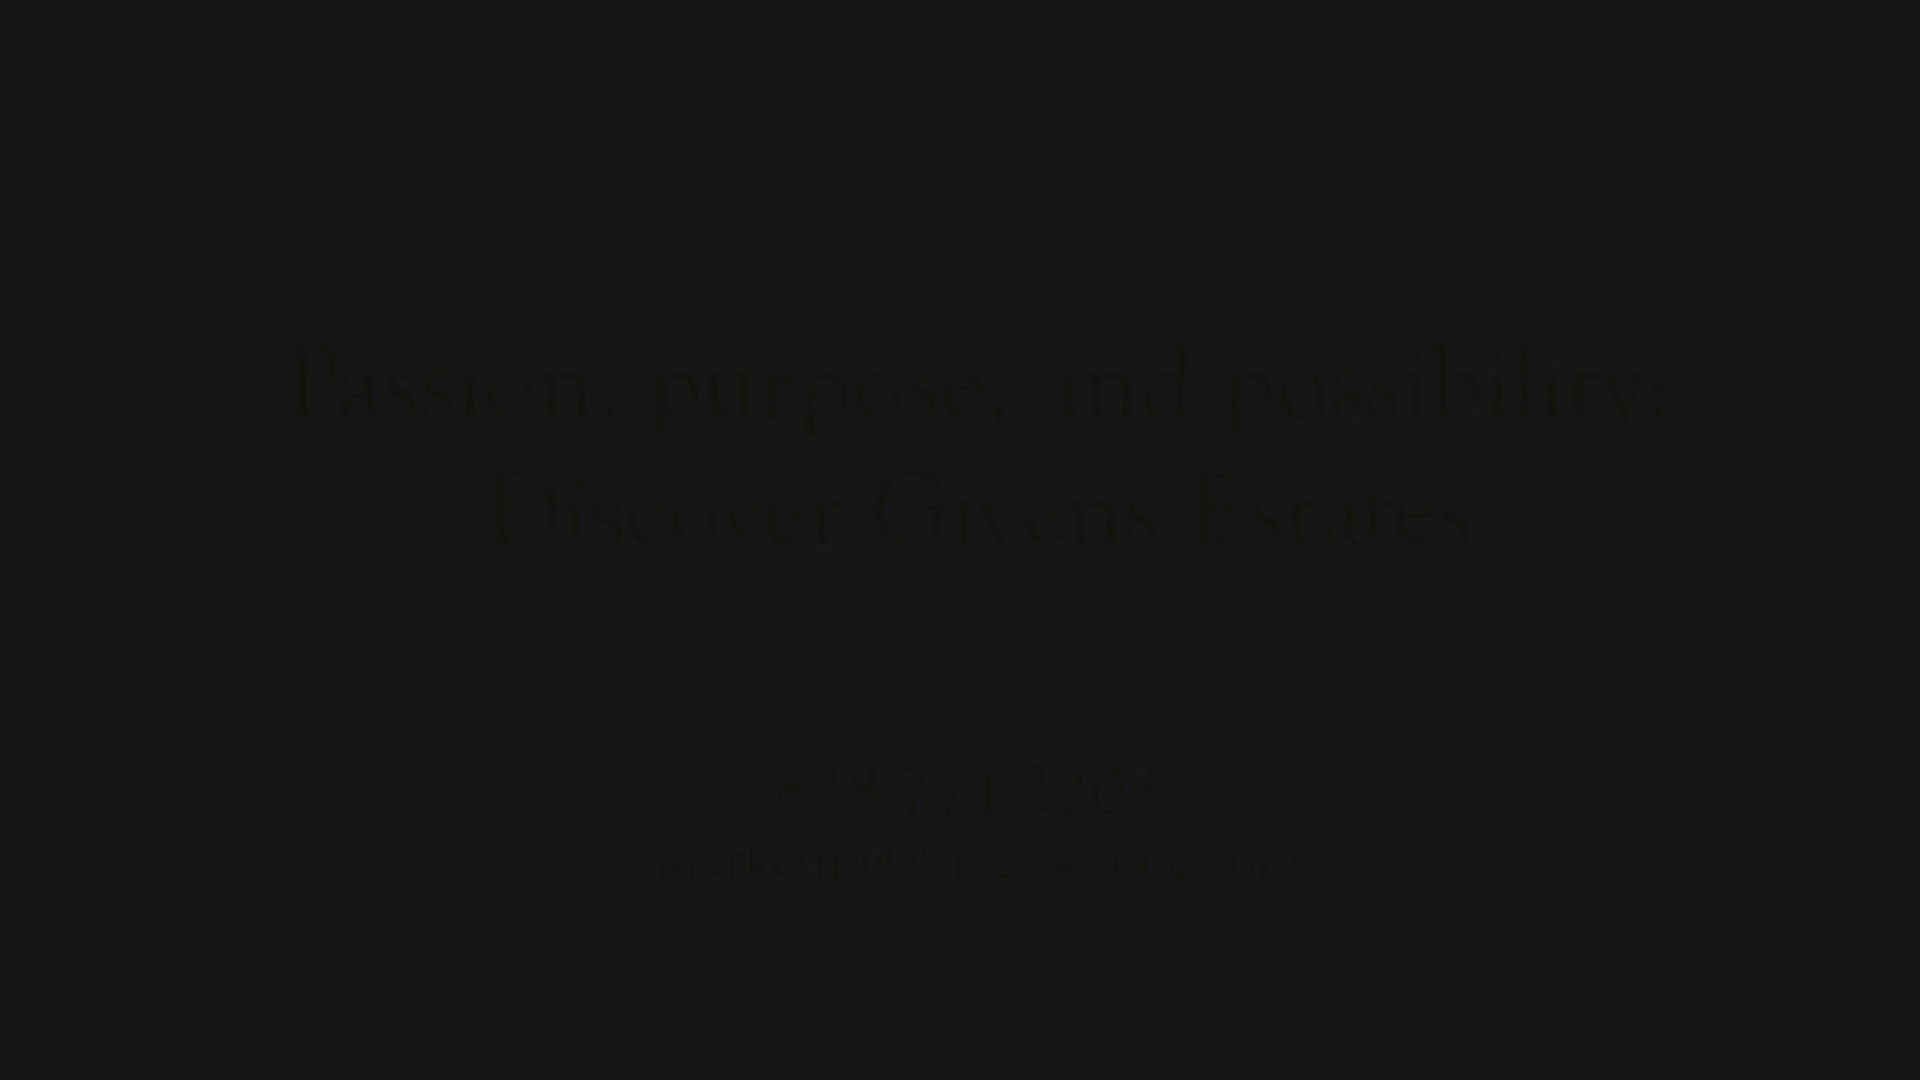 Passion, purpose, and possibility:
Discover Givens Estates
828-771-2203
marketing@givensestates.org